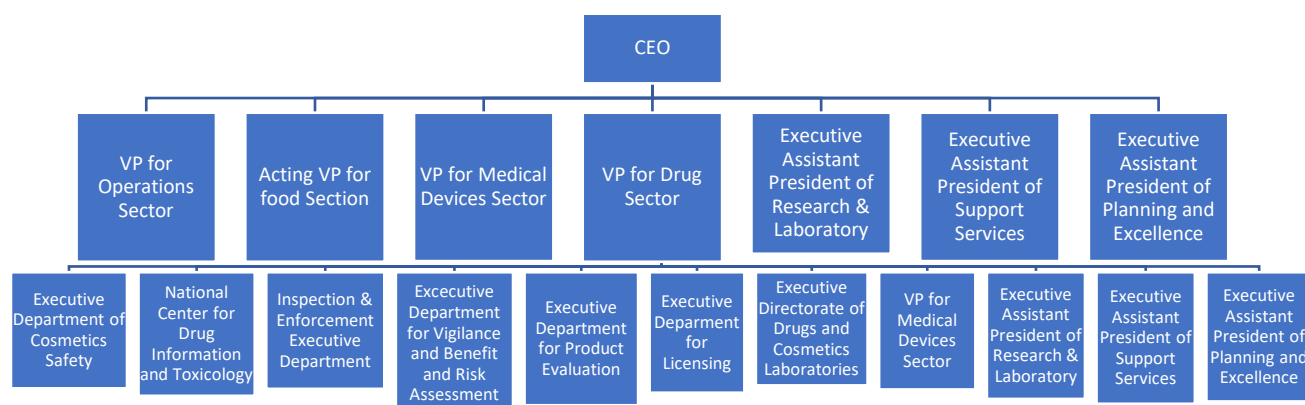 CEO
VP for
Operations
Sector
Acting VP for
food Section
VP for Medical
Devices Sector
VP for Drug
Sector
Executive
Assistant
President of
Research &
Laboratory
Executive
Assistant
President of
Support
Services
Executive
Assistant
President of
Planning and
Excellence
Executive
Department of
Cosmetics
Safety
National
Center for
Drug
Information
and Toxicology
Inspection &
Enforcement
Executive
Department
Excecutive
Department
for Vigilance
and Benefit
and Risk
Assessment
Executive
Department
for Product
Evaluation
Executive
Deparment
for
Licensing
Executive
Directorate of
Drugs and
Cosmetics
Laboratories
VP for
Medical
Devices
Sector
Executive
Assistant
President of
Research &
Laboratory
Executive
Assistant
President of
Support
Services
Executive
Assistant
President of
Planning and
Excellence